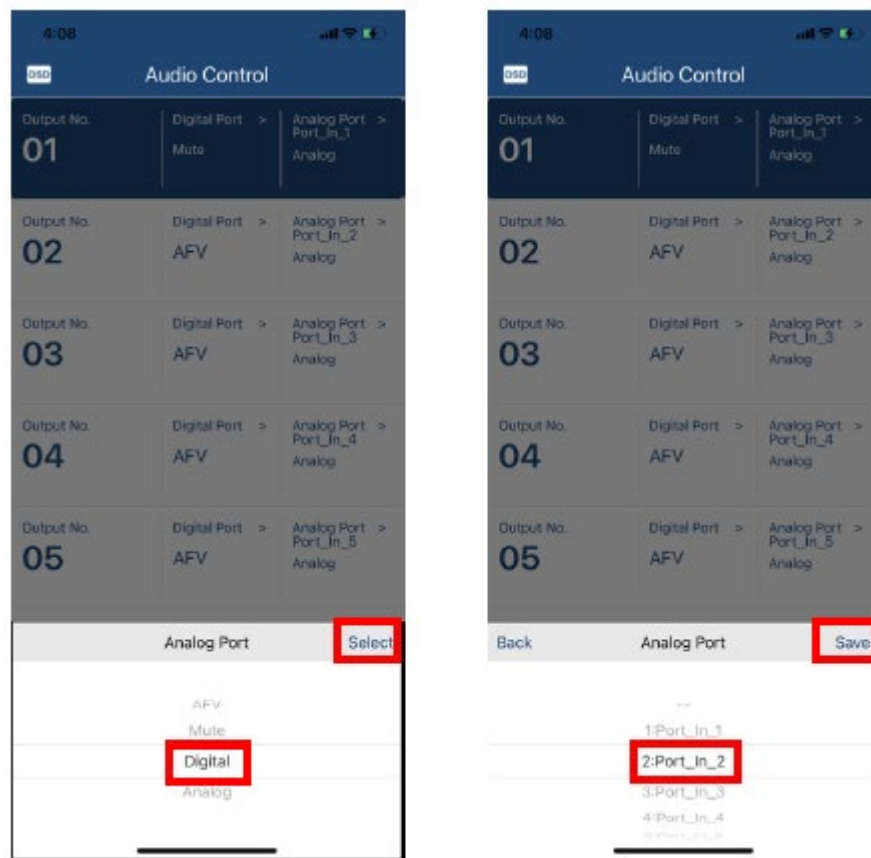 4:08
DSD
Audio Control
Output No.
01
Digital Port >
Mute
Analog Port >
Port_In_1
Analog
Output No.
02
Digital Port >
AFV
Analog Port >
Port_In_2
Analog
Output No.
03
Digital Port >
AFV
Analog Port >
Port_In_3
Analog
Output No.
04
Digital Port >
AFV
Analog Port >
Port_In_4
Analog
Output No.
05
Digital Port >
AFV
Analog Port >
Port_In_5
Analog
Analog Port Select
AFV
Mute
Digital
Analog
4:08
DSD
Audio Control
Output No.
01
Digital Port >
Mute
Analog Port >
Port_In_1
Analog
Output No.
02
Digital Port >
AFV
Analog Port >
Port_In_2
Analog
Output No.
03
Digital Port >
AFV
Analog Port >
Port_In_3
Analog
Output No.
04
Digital Port >
AFV
Analog Port >
Port_In_4
Analog
Output No.
05
Digital Port >
AFV
Analog Port >
Port_In_5
Analog
Back Analog Port Save
--
1:Port_In_1
2:Port_In_2
3:Port_In_3
4:Port_In_4